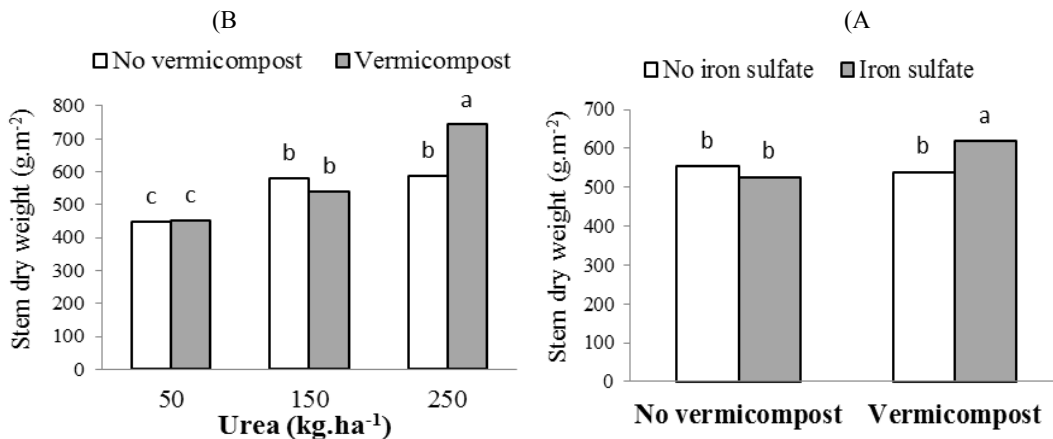 (B
No vermicompost Vermicompost
Stem dry weight (g.m-2)
800
700
600
500
400
300
200
100
0
c c b b b a
50 150 250
Urea (kg.ha-1)
(A
No iron sulfate Iron sulfate
Stem dry weight (g.m-2)
700
600
500
400
300
200
100
0
b b b a
No vermicompost Vermicompost